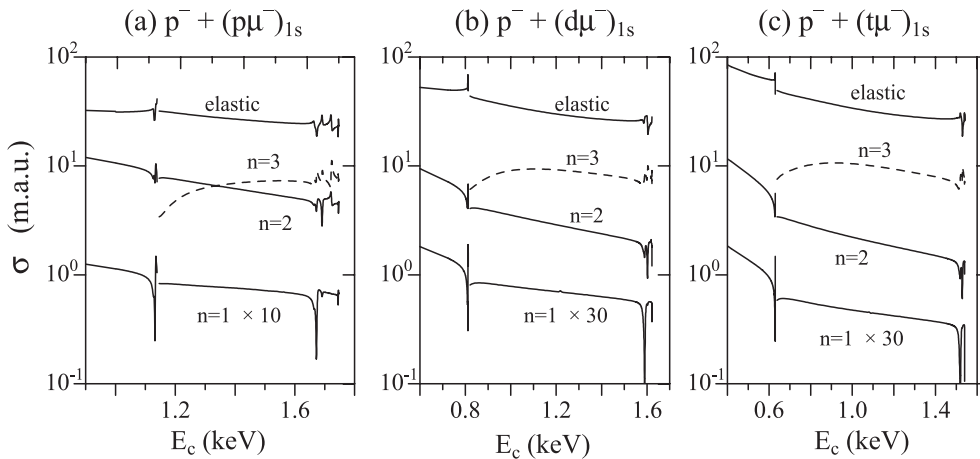 (a) p⁻ + (pμ⁻)₁ₛ
(b) p⁻ + (dμ⁻)₁ₛ
(c) p⁻ + (tμ⁻)₁ₛ
σ (m.a.u.)
10²
10¹
10⁰
10⁻¹
elastic
n=3
n=2
n=1 × 10
1.2
1.6
E_c (keV)
10²
10¹
10⁰
10⁻¹
elastic
n=3
n=2
n=1 × 30
0.8
1.2
1.6
E_c (keV)
10²
10¹
10⁰
10⁻¹
elastic
n=3
n=2
n=1 × 30
0.6
1.0
1.4
E_c (keV)